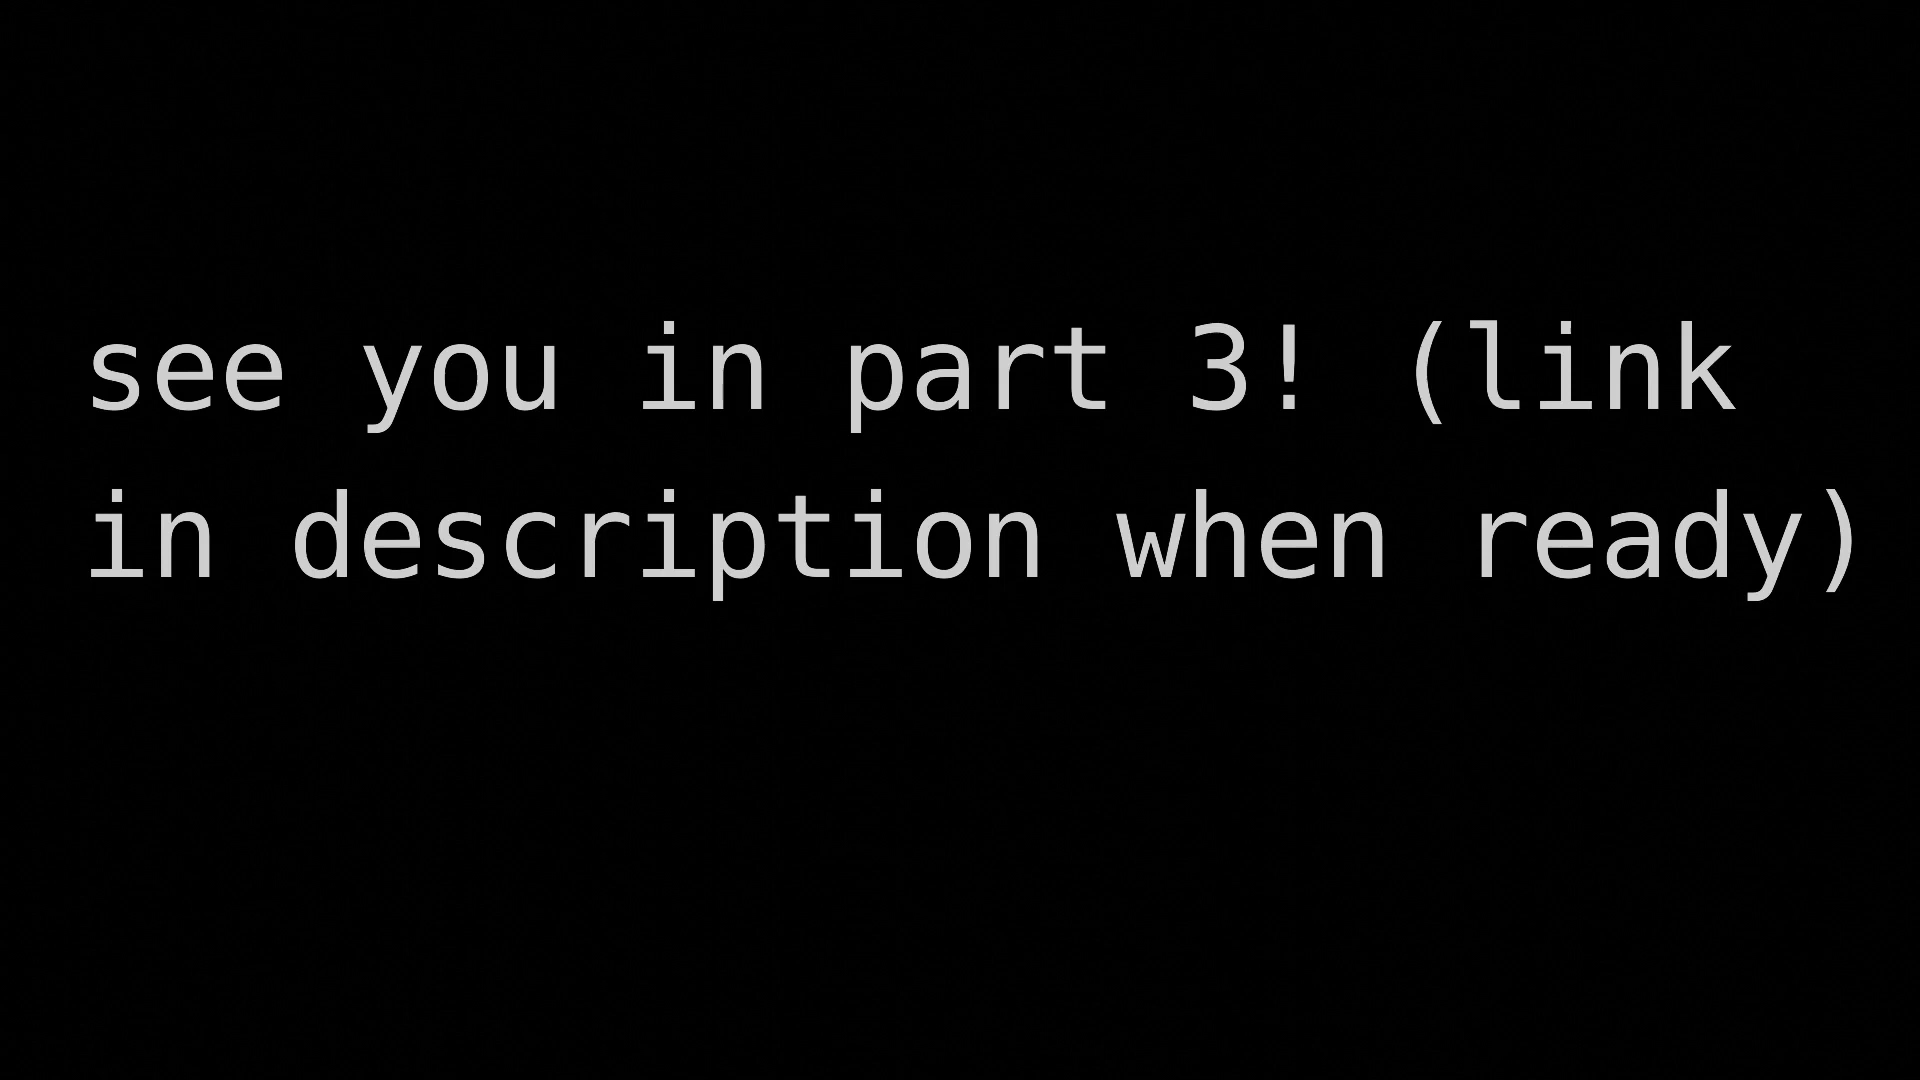 see you in part 3! (link
in description when ready)